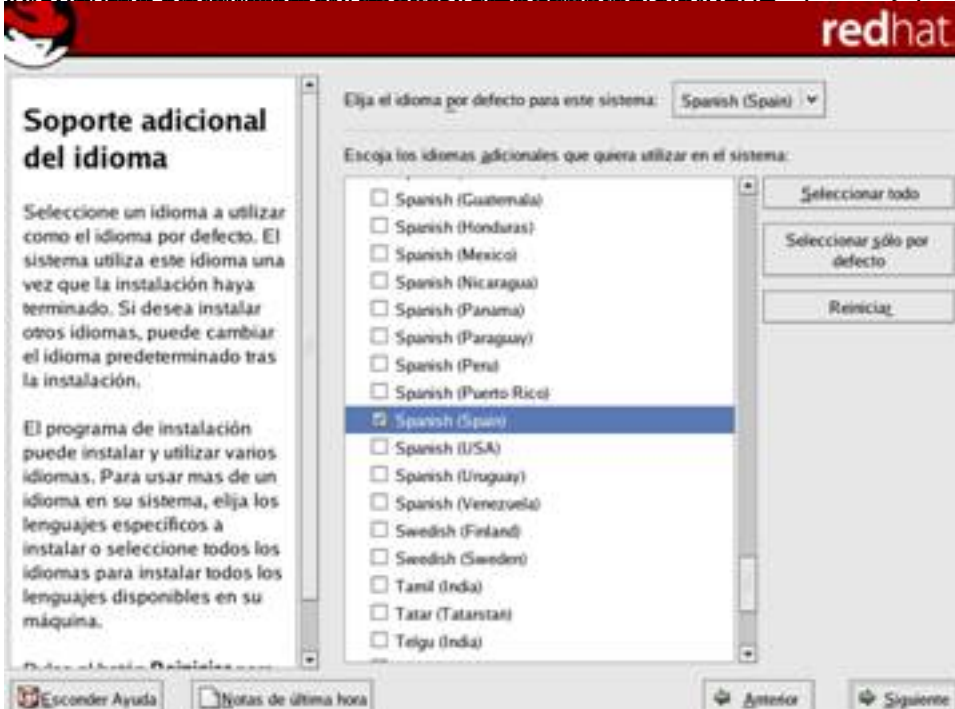 redhat.
Soporte adicional
del idioma
Seleccione un idioma a utilizar
como el idioma por defecto. El
sistema utiliza este idioma una
vez que la instalación haya
terminado. Si desea instalar
otros idiomas, puede cambiar
el idioma predeterminado tras
la instalación.
El programa de instalación
puede instalar y utilizar varios
idiomas. Para usar mas de un
idioma en su sistema, elija los
lenguajes específicos a
instalar o seleccione todos los
idiomas para instalar todos los
lenguajes disponibles en su
máquina.
Elija el idioma por defecto para este sistema: Spanish (Spain)
Escoja los idiomas adicionales que quiera utilizar en el sistema:
Spanish (Guatemala)
Spanish (Honduras)
Spanish (Mexico)
Spanish (Nicaragua)
Spanish (Panama)
Spanish (Paraguay)
Spanish (Peru)
Spanish (Puerto Rico)
Spanish (Spain)
Spanish (USA)
Spanish (Uruguay)
Spanish (Venezuela)
Swedish (Finland)
Swedish (Sweden)
Tamil (India)
Tatar (Tatarstan)
Telgu (India)
Seleccionar todo
Seleccionar sólo por
defecto
Reiniciar
Esconder Ayuda
Notas de última hora
Anterior
Siguiente